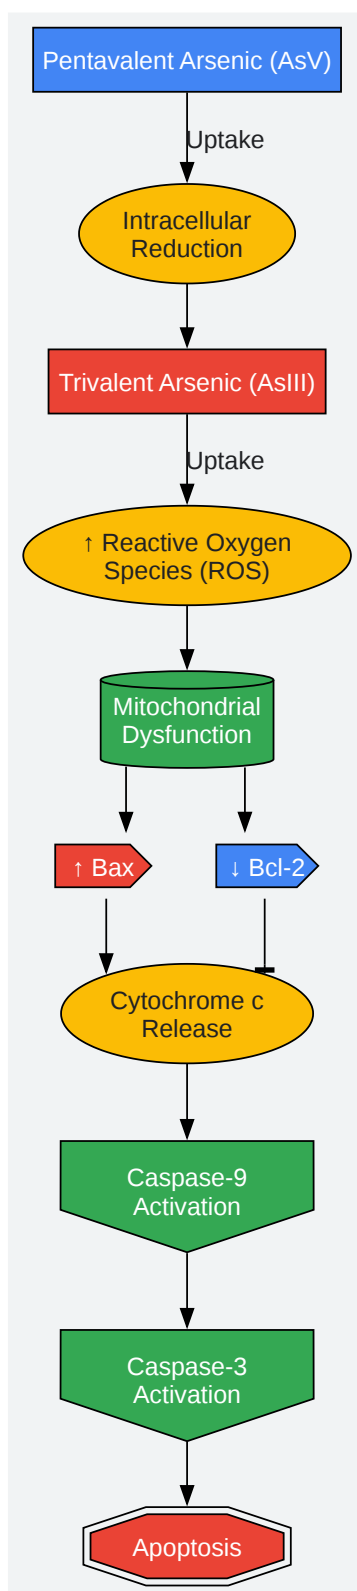 Pentavalent Arsenic (AsV)
Uptake
Intracellular
Reduction
Trivalent Arsenic (AsIII)
Uptake
↑ Reactive Oxygen
Species (ROS)
Mitochondrial
Dysfunction
↑ Bax
↓ Bcl-2
Cytochrome c
Release
Caspase-9
Activation
Caspase-3
Activation
Apoptosis